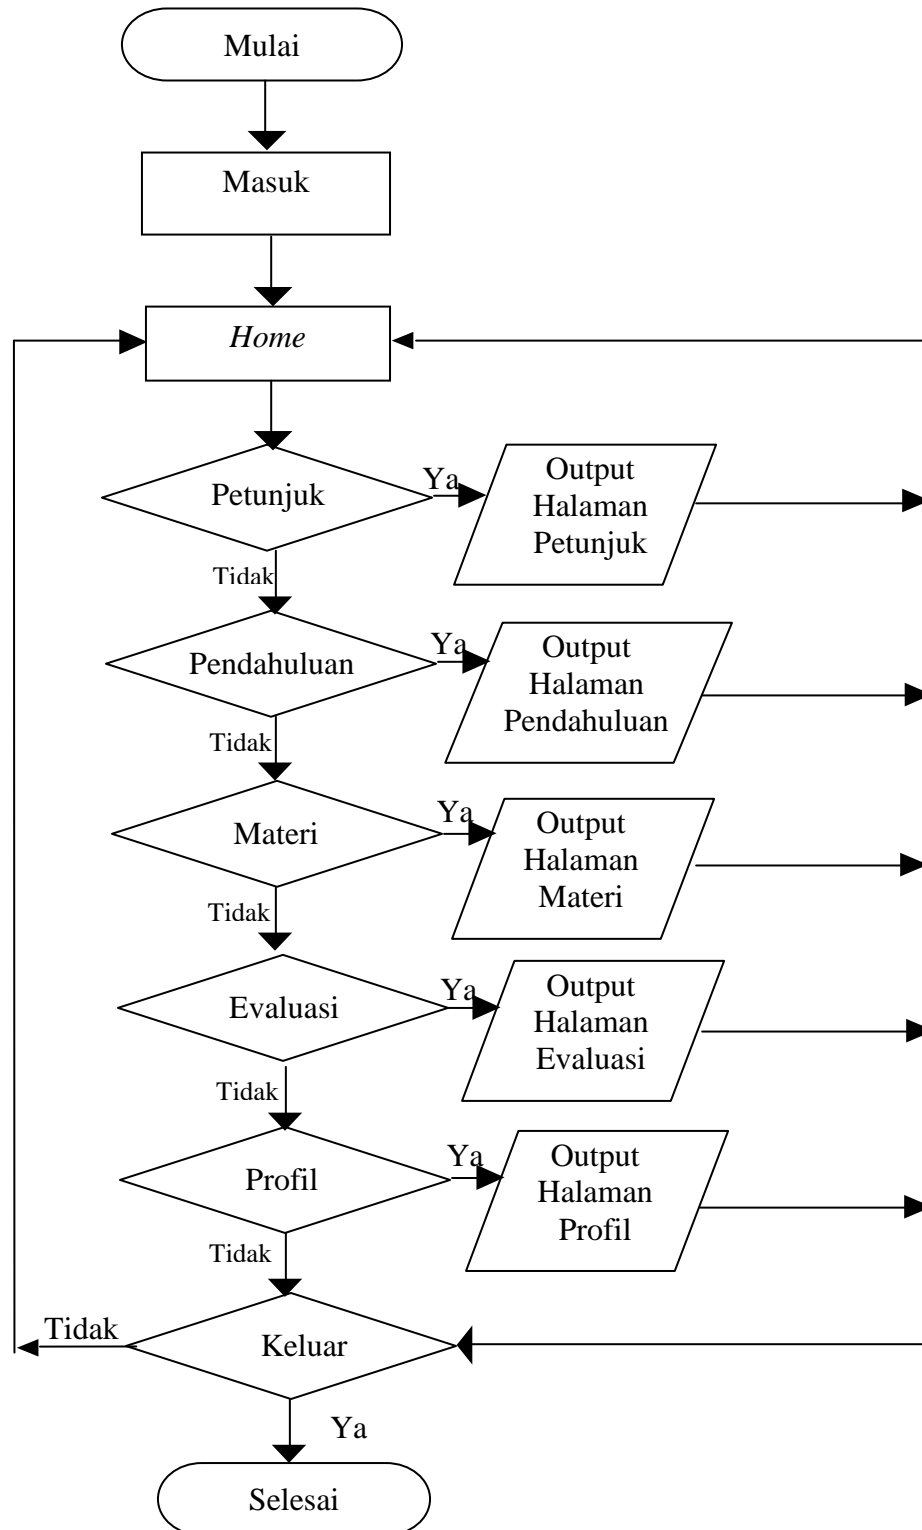 Mulai
Masuk
Home
Petunjuk
Ya
Output
Halaman
Petunjuk
Tidak
Pendahuluan
Ya
Output
Halaman
Pendahuluan
Tidak
Materi
Ya
Output
Halaman
Materi
Tidak
Evaluasi
Ya
Output
Halaman
Evaluasi
Tidak
Profil
Ya
Output
Halaman
Profil
Tidak
Tidak
Keluar
Ya
Selesai